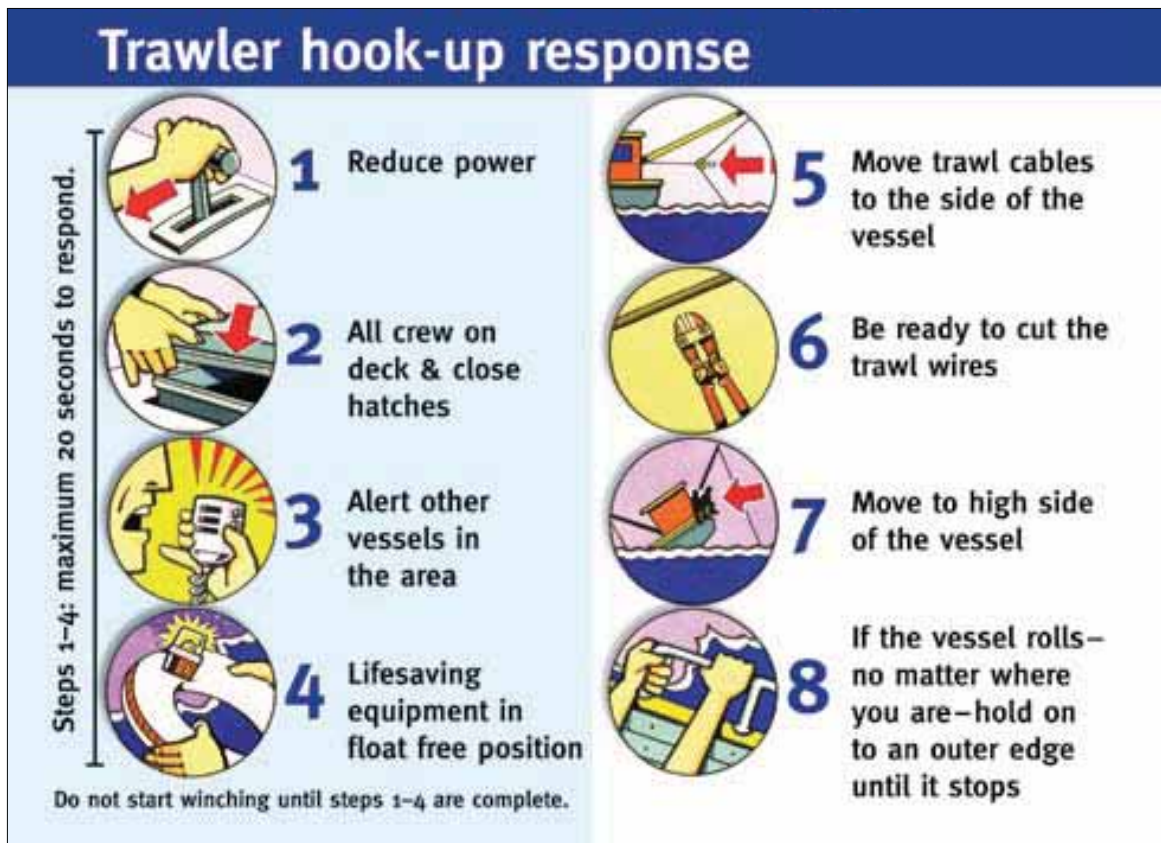 Trawler hook-up response
Steps 1–4: maximum 20 seconds to respond.
1
Reduce power
2
All crew on
deck & close
hatches
3
Alert other
vessels in
the area
4
Lifesaving
equipment in
float free position
Do not start winching until steps 1–4 are complete.
5
Move trawl cables
to the side of the
vessel
6
Be ready to cut the
trawl wires
7
Move to high side
of the vessel
8
If the vessel rolls–
no matter where
you are–hold on
to an outer edge
until it stops